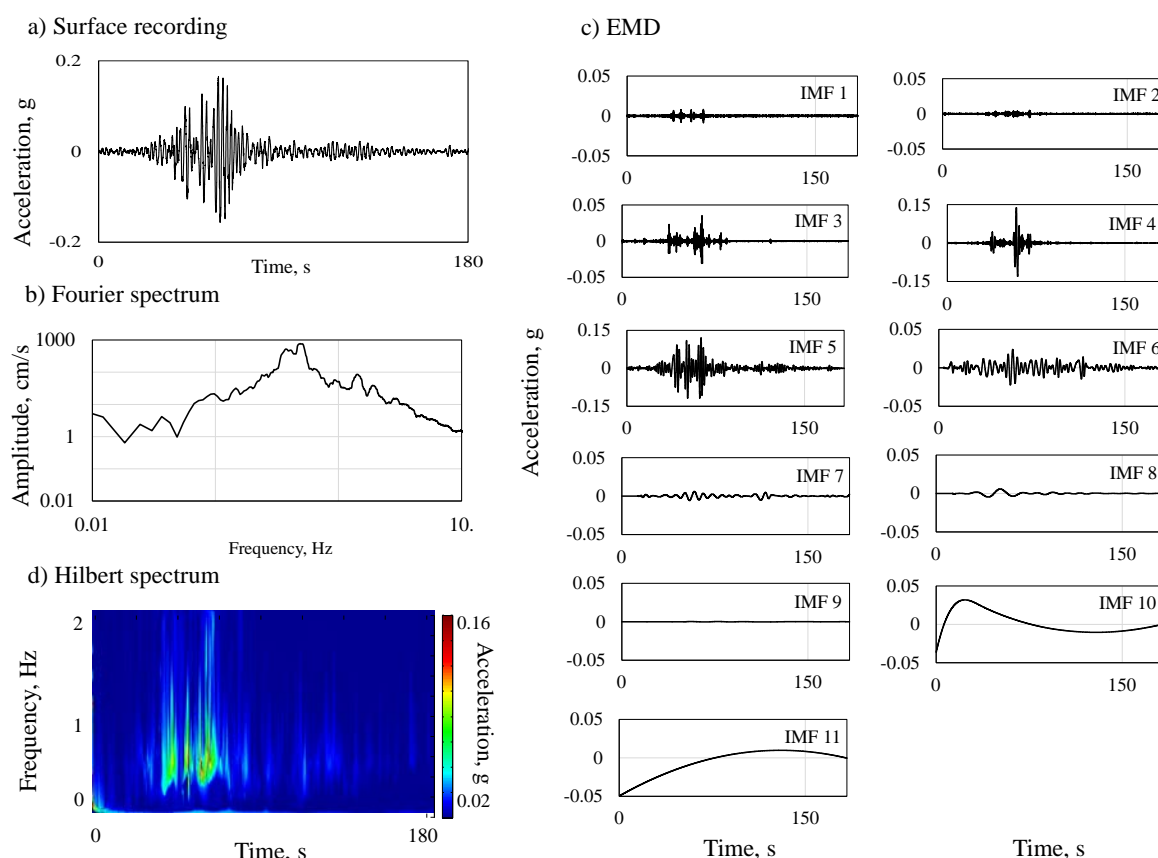 a) Surface recording
0.2
0
-0.2
Acceleration, g
0
180
Time, s
b) Fourier spectrum
1000
1
0.01
Amplitude, cm/s
0.01
10.
Frequency, Hz
d) Hilbert spectrum
2
1
0
Frequency, Hz
0.16
0.02
Acceleration, g
0
180
Time, s
c) EMD
Acceleration, g
0.05
0
-0.05
IMF 1
0
150
0.05
0
-0.05
IMF 2
0
150
0.05
0
-0.05
IMF 3
0
150
0.15
0
-0.15
IMF 4
0
150
0.15
0
-0.15
IMF 5
0
150
0.05
0
-0.05
IMF 6
0
150
0.05
0
-0.05
IMF 7
0
150
0.05
0
-0.05
IMF 8
0
150
0.05
0
-0.05
IMF 9
0
150
0.05
0
-0.05
IMF 10
0
150
0.05
0
-0.05
IMF 11
0
150
Time, s
Time, s